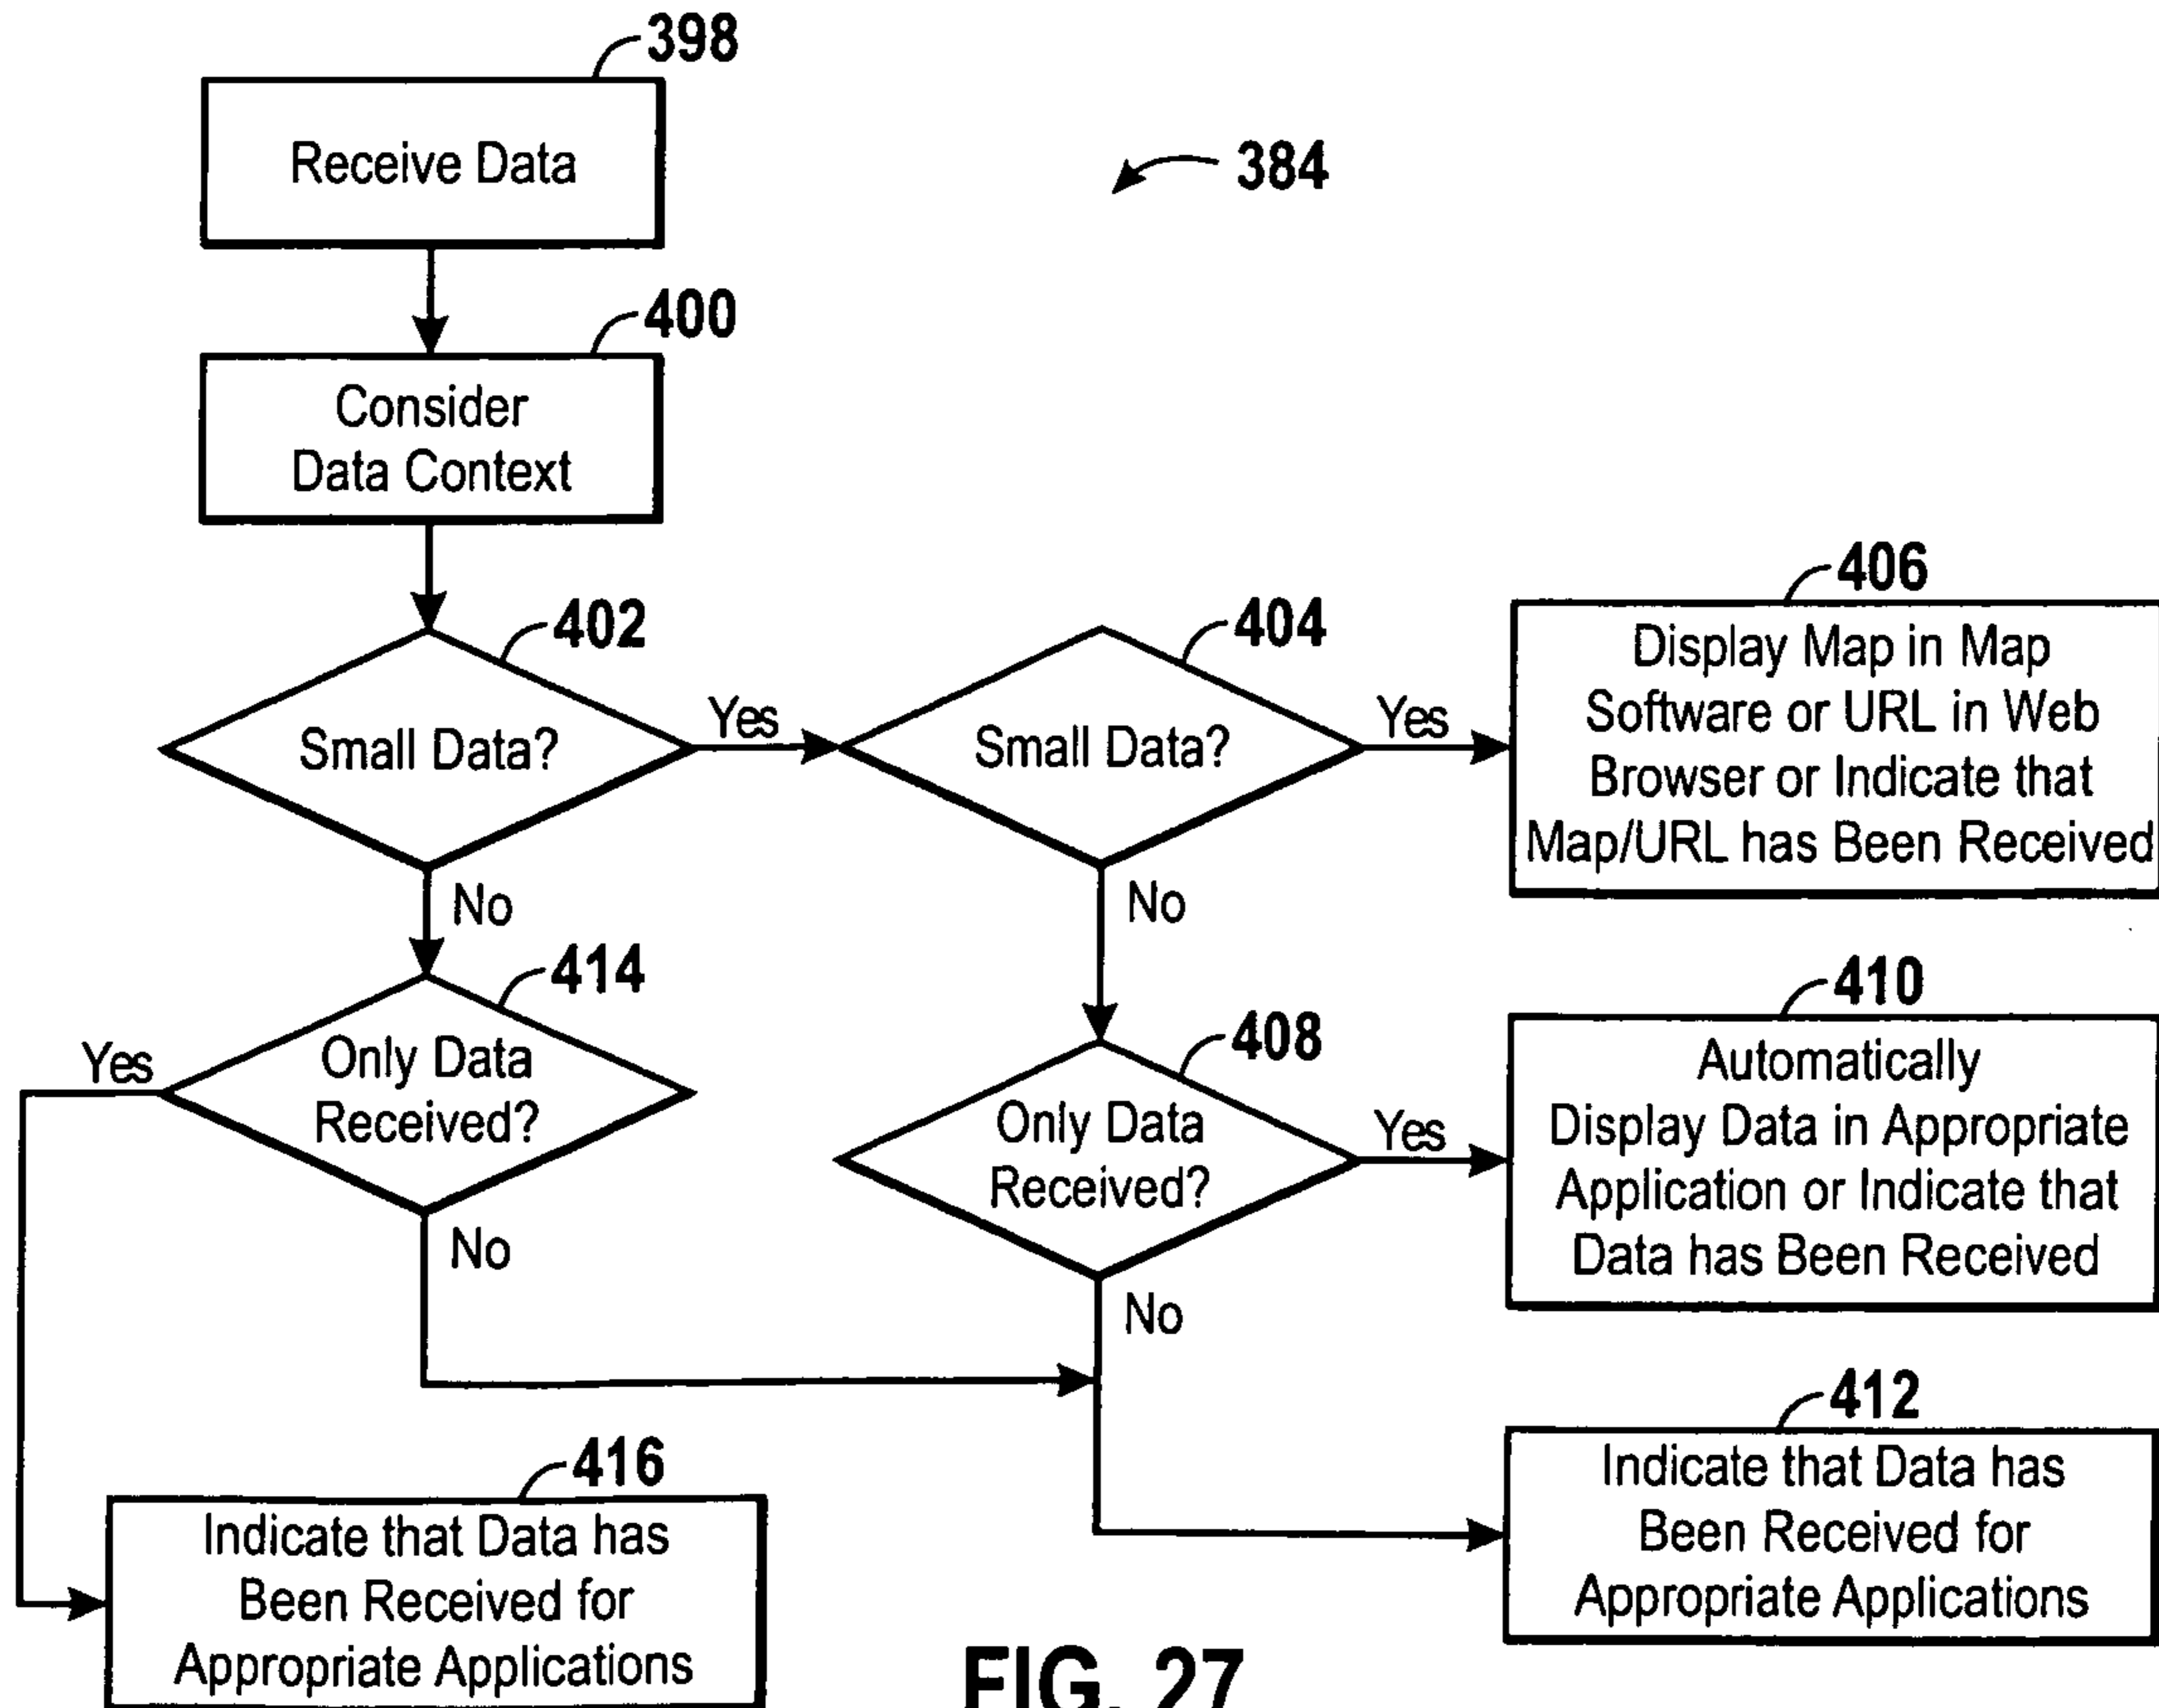 398
Receive Data
384
400
Consider
Data Context
402
Small Data?
Yes
No
404
Small Data?
Yes
No
406
Display Map in Map
Software or URL in Web
Browser or Indicate that
Map/URL has Been Received
414
Only Data
Received?
Yes
No
408
Only Data
Received?
Yes
No
410
Automatically
Display Data in Appropriate
Application or Indicate that
Data has Been Received
412
Indicate that Data has
Been Received for
Appropriate Applications
416
Indicate that Data has
Been Received for
Appropriate Applications
FIG. 27